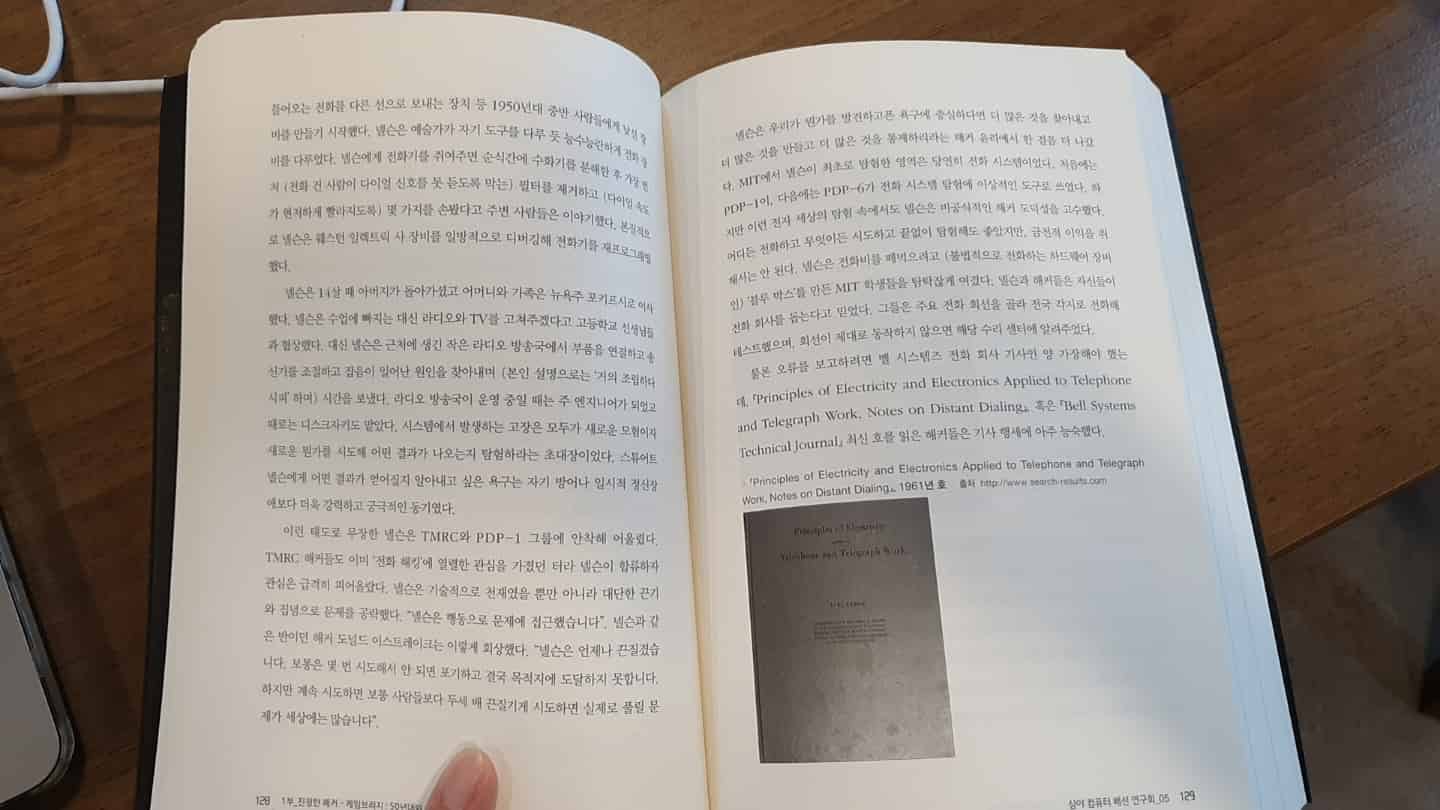 들어오는 전화를 다른 선으로 보내는 장치 등 1950년대 중반 사람들에게 낯선 장
비를 만들기 시작했다. 넬슨은 예술가가 자기 도구를 다루 듯 능수능란하게 전화 장
비를 다루었다. 넬슨에게 전화기를 쥐여주면 순식간에 수화기를 분해한 후 가장 먼
저 (전화 건 사람이 다이얼 신호를 못 듣도록 막는) 필터를 제거하고 (다이얼 속도
가 현저하게 빨라지도록) 몇 가지를 손봤다고 주변 사람들은 이야기했다. 본질적으
로 넬슨은 웨스턴 일렉트릭 사 장비를 일방적으로 디버깅해 전화기를 재프로그래밍
했다.
넬슨은 14살 때 아버지가 돌아가셨고 어머니와 가족은 뉴욕주 포키프시로 이사
했다. 넬슨은 수업에 빠지는 대신 라디오와 TV를 고쳐주겠다고 고등학교 선생님들
과 협상했다. 대신 넬슨은 근처에 생긴 작은 라디오 방송국에서 부품을 연결하고 송
신기를 조절하고 잡음이 일어난 원인을 찾아내며 (본인 설명으로는 '거의 조립하다
시피' 하며) 시간을 보냈다. 라디오 방송국이 운영 중일 때는 주 엔지니어가 되었고
때로는 디스크자키도 맡았다. 시스템에서 발생하는 고장은 모두가 새로운 모험이자
새로운 뭔가를 시도해 어떤 결과가 나오는지 탐험하라는 초대장이었다. 스튜어트
넬슨에게 어떤 결과가 얻어질지 알아내고 싶은 욕구는 자기 방어나 일시적 정신장
애보다 더욱 강력하고 궁극적인 동기였다.
이런 태도로 무장한 넬슨은 TMRC와 PDP-1 그룹에 안착해 어울렸다.
TMRC 해커들도 이미 '전화 해킹'에 열렬한 관심을 가졌던 터라 넬슨이 합류하자
관심은 급격히 피어올랐다. 넬슨은 기술적으로 천재였을 뿐만 아니라 대단한 끈기
와 집념으로 문제를 공략했다. "넬슨은 행동으로 문제에 접근했습니다". 넬슨과 같
은 반이던 해커 도널드 이스트레이크는 이렇게 회상했다. "넬슨은 언제나 끈질겼습
니다. 보통은 몇 번 시도해서 안 되면 포기하고 결국 목적지에 도달하지 못합니다.
하지만 계속 시도하면 보통 사람들보다 두세 배 끈질기게 시도하면 실제로 풀릴 문
제가 세상에는 많습니다".
128 1부_진정한 해커 - 케임브리지 : 50년대와
넬슨은 우리가 뭔가를 발견하고픈 욕구에 충실하다면 더 많은 것을 찾아내고
더 많은 것을 만들고 더 많은 것을 통제하리라는 해커 윤리에서 한 걸음 더 나갔
다. MIT에서 넬슨이 최초로 탐험한 영역은 당연히 전화 시스템이었다. 처음에는
PDP-1이, 다음에는 PDP-6가 전화 시스템 탐험에 이상적인 도구로 쓰였다. 하
지만 이런 전자 세상의 탐험 속에서도 넬슨은 비공식적인 해커 도덕성을 고수했다.
어디든 전화하고 무엇이든 시도하고 끝없이 탐험해도 좋았지만, 금전적 이익을 취
해서는 안 된다. 넬슨은 전화비를 떼먹으려고 (불법적으로 전화하는 하드웨어 장비
인) '블루 박스'를 만든 MIT 학생들을 탐탁잖게 여겼다. 넬슨과 해커들은 자신들이
전화 회사를 돕는다고 믿었다. 그들은 주요 전화 회선을 골라 전국 각지로 전화해
테스트했으며, 회선이 제대로 동작하지 않으면 해당 수리 센터에 알려주었다.
물론 오류를 보고하려면 벨 시스템즈 전화 회사 기사인 양 가장해야 했는
데, 『Principles of Electricity and Electronics Applied to Telephone
and Telegraph Work, Notes on Distant Dialing』, 혹은 『Bell Systems
Technical Journal』 최신 호를 읽은 해커들은 기사 행세에 아주 능숙했다.
『Principles of Electricity and Electronics Applied to Telephone and Telegraph
Work, Notes on Distant Dialing』, 1961년 호 출처 http://www.search-results.com
Principles of Electricity
Telephone and Telegraph Work
심야 컴퓨터 배선 연구회_05 129